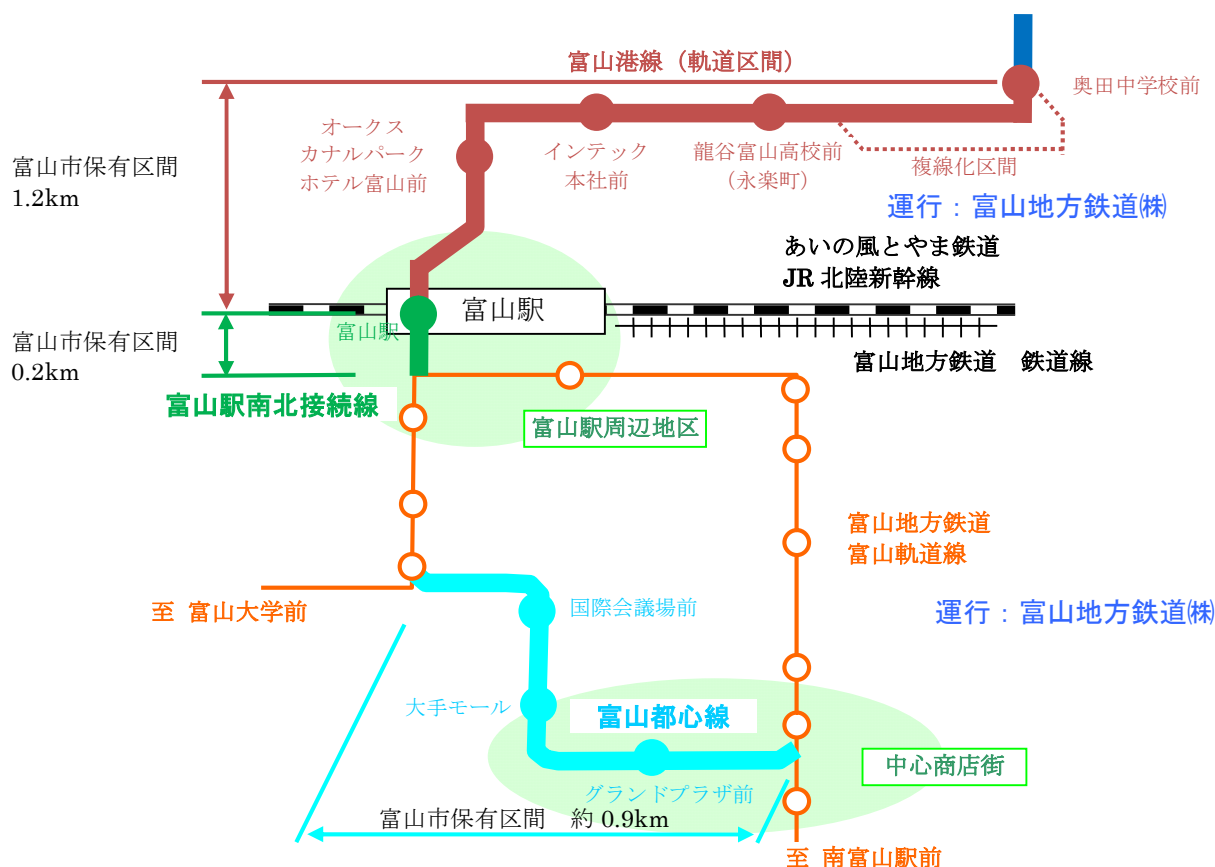 富山港線（軌道区間）
奥田中学校前
オークス
カナルパーク
ホテル富山前
インテック
本社前
龍谷富山高校前
（永楽町）
複線化区間
富山市保有区間
1.2km
運行：富山地方鉄道㈱
あいの風とやま鉄道
JR 北陸新幹線
富山駅
富山駅
富山市保有区間
0.2km
富山地方鉄道　鉄道線
富山駅南北接続線
富山駅周辺地区
富山地方鉄道
富山軌道線
至 富山大学前
国際会議場前
運行：富山地方鉄道㈱
大手モール
富山都心線
中心商店街
グランドプラザ前
富山市保有区間　約 0.9km
至 南富山駅前